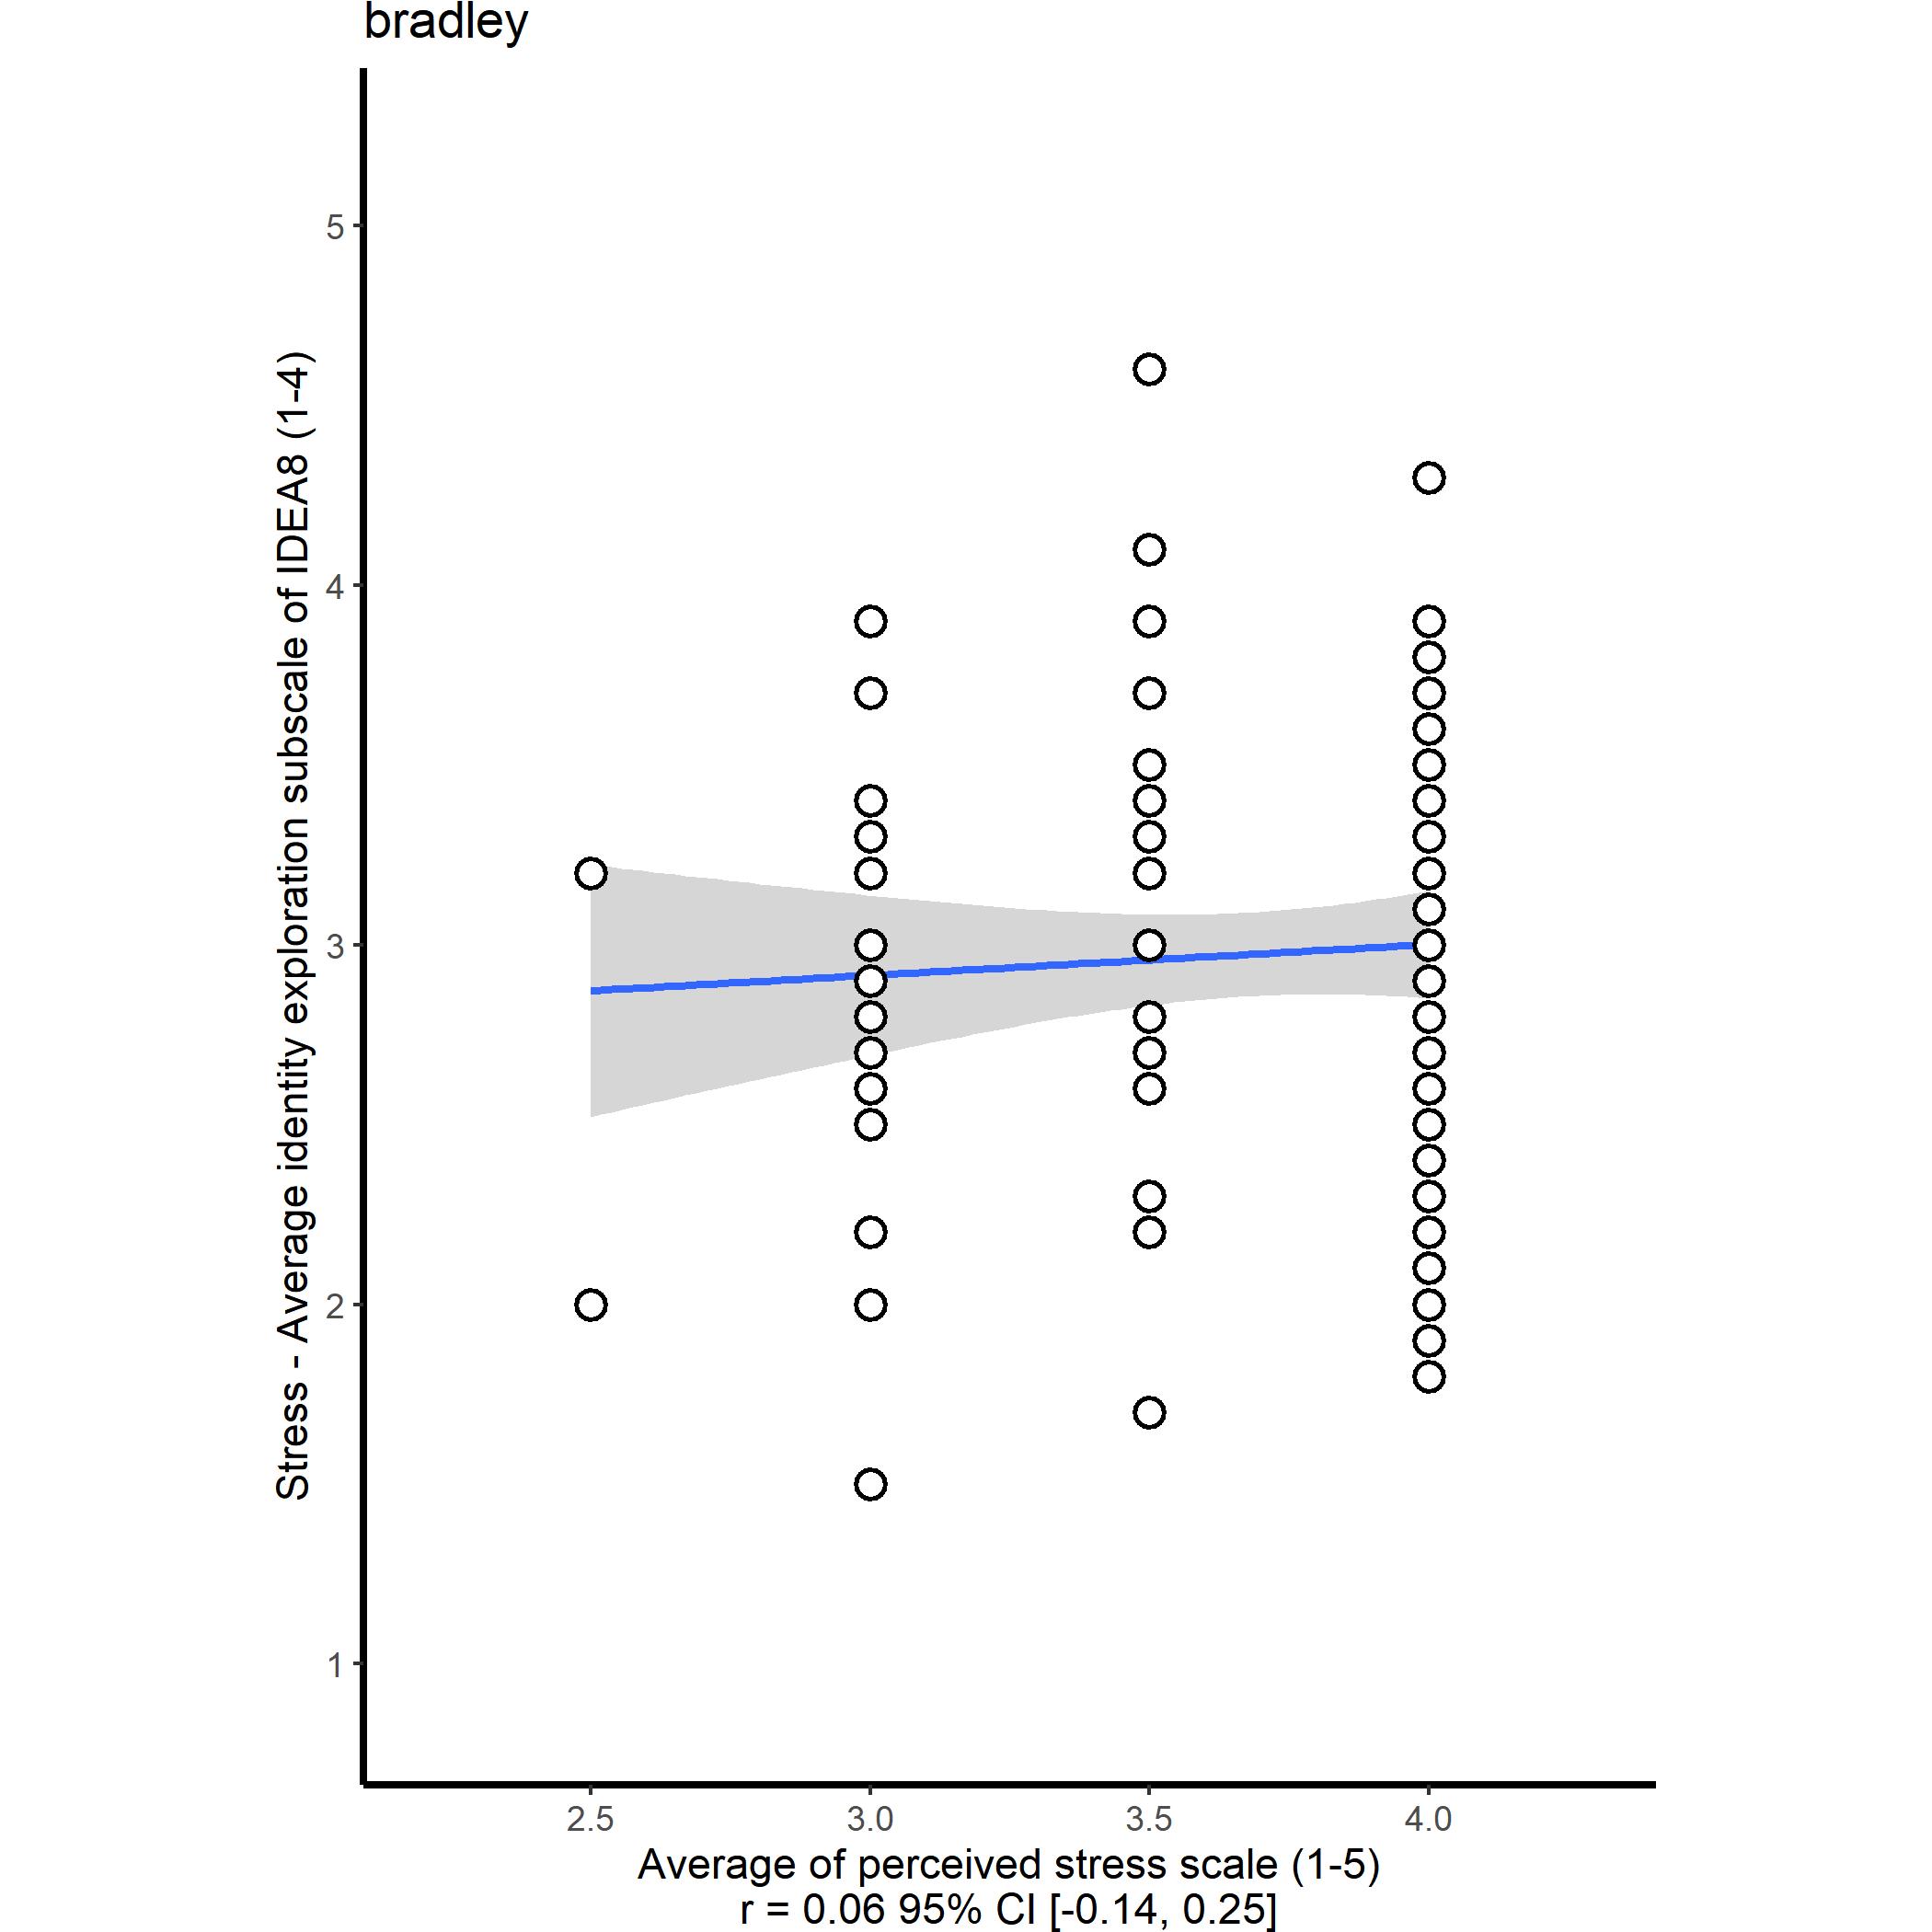 bradley
Stress - Average identity exploration subscale of IDEA8 (1-4)
5
4
3
2
1
2.5 3.0 3.5 4.0
Average of perceived stress scale (1-5)
r = 0.06 95% CI [-0.14, 0.25]